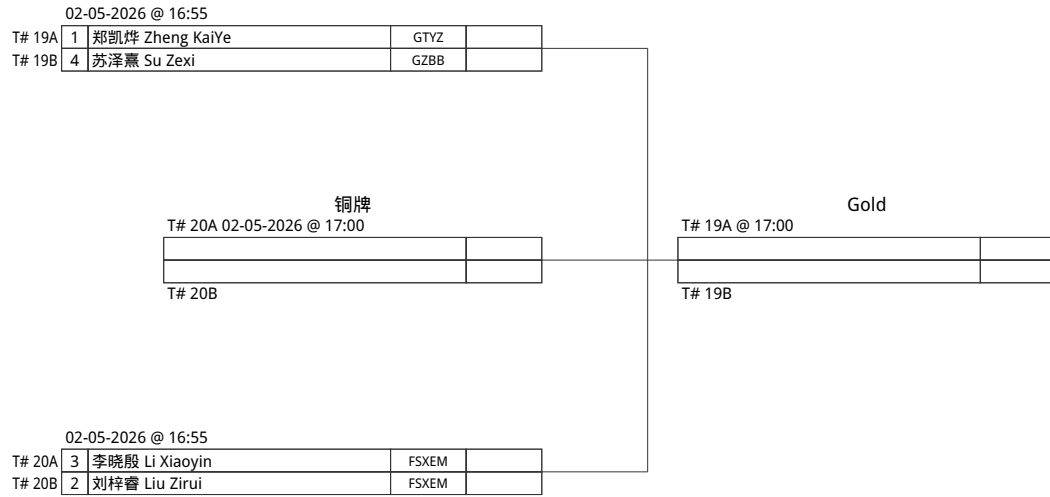 02-05-2026 @ 16:55
T# 19A 1 郑凯烨 Zheng KaiYe GTYZ
T# 19B 4 苏泽熹 Su Zexi GZBB
铜牌 Gold
T# 20A 02-05-2026 @ 17:00 T# 19A @ 17:00
T# 20B T# 19B
02-05-2026 @ 16:55
T# 20A 3 李晓殷 Li Xiaoyin FSXEM
T# 20B 2 刘梓睿 Liu Zirui FSXEM